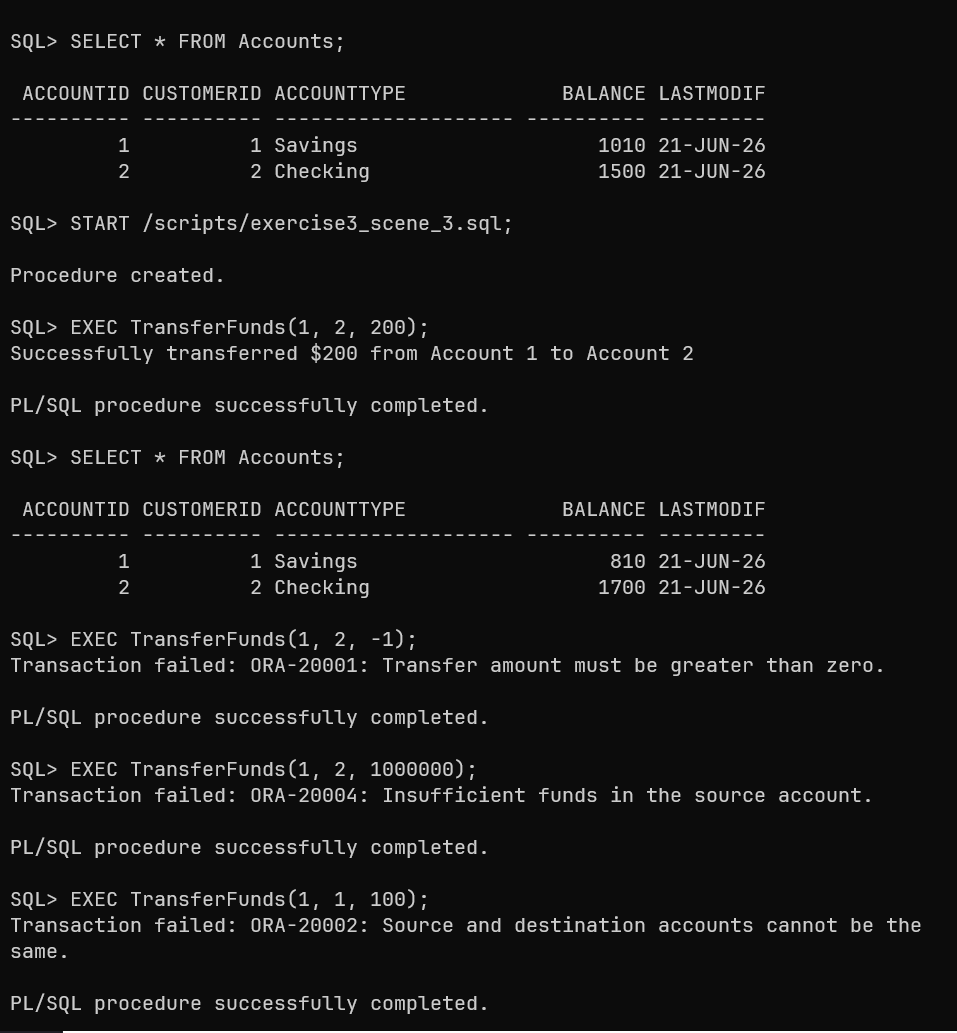 SQL> SELECT * FROM Accounts;
 ACCOUNTID CUSTOMERID ACCOUNTTYPE             BALANCE LASTMODIF
---------- ---------- -------------------- ---------- ---------
         1          1 Savings                    1010 21-JUN-26
         2          2 Checking                   1500 21-JUN-26
SQL> START /scripts/exercise3_scene_3.sql;
Procedure created.
SQL> EXEC TransferFunds(1, 2, 200);
Successfully transferred $200 from Account 1 to Account 2
PL/SQL procedure successfully completed.
SQL> SELECT * FROM Accounts;
 ACCOUNTID CUSTOMERID ACCOUNTTYPE             BALANCE LASTMODIF
---------- ---------- -------------------- ---------- ---------
         1          1 Savings                     810 21-JUN-26
         2          2 Checking                   1700 21-JUN-26
SQL> EXEC TransferFunds(1, 2, -1);
Transaction failed: ORA-20001: Transfer amount must be greater than zero.
PL/SQL procedure successfully completed.
SQL> EXEC TransferFunds(1, 2, 1000000);
Transaction failed: ORA-20004: Insufficient funds in the source account.
PL/SQL procedure successfully completed.
SQL> EXEC TransferFunds(1, 1, 100);
Transaction failed: ORA-20002: Source and destination accounts cannot be the
same.
PL/SQL procedure successfully completed.